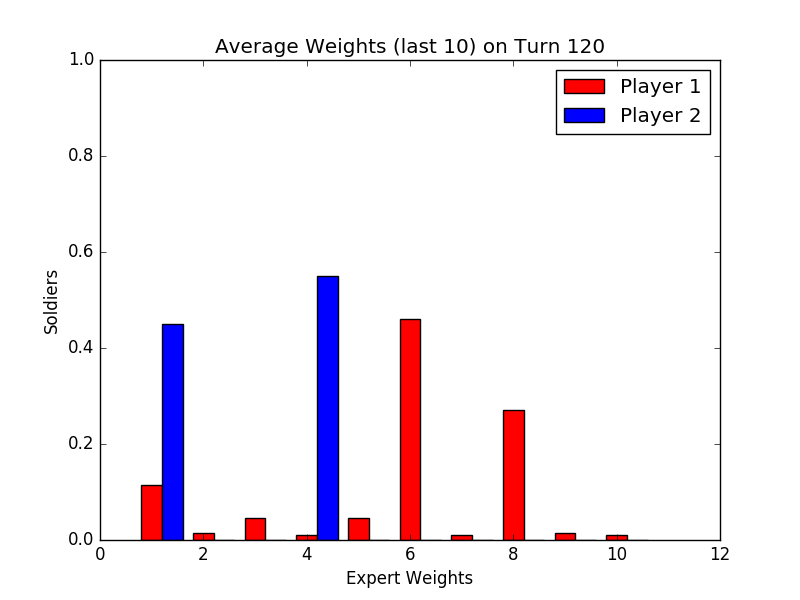 Average Weights (last 10) on Turn 120
1.0
0.8
0.6
0.4
0.2
0.0
Soldiers
Player 1
Player 2
0 2 4 6 8 10 12
Expert Weights